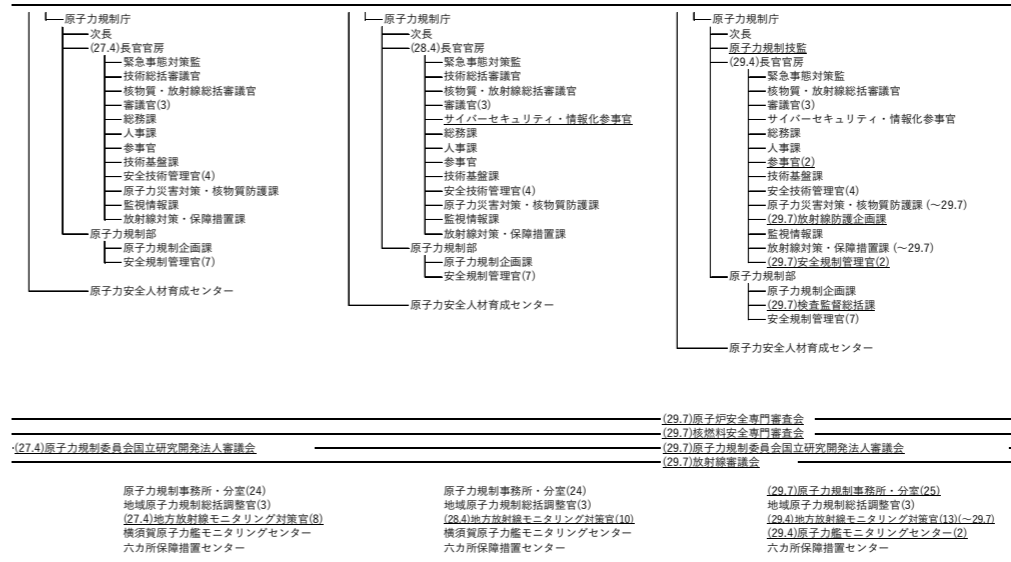 原子力規制庁
次長
(27.4)長官官房
緊急事態対策監
技術総括審議官
核物質・放射線総括審議官
審議官(3)
総務課
人事課
参事官
技術基盤課
安全技術管理官(4)
原子力災害対策・核物質防護課
監視情報課
放射線対策・保障措置課
原子力規制部
原子力規制企画課
安全規制管理官(7)
原子力安全人材育成センター
原子力規制庁
次長
(28.4)長官官房
緊急事態対策監
技術総括審議官
核物質・放射線総括審議官
審議官(3)
サイバーセキュリティ・情報化参事官
総務課
人事課
参事官
技術基盤課
安全技術管理官(4)
原子力災害対策・核物質防護課
監視情報課
放射線対策・保障措置課
原子力規制部
原子力規制企画課
安全規制管理官(7)
原子力安全人材育成センター
原子力規制庁
次長
原子力規制技監
(29.4)長官官房
緊急事態対策監
技術総括審議官
核物質・放射線総括審議官
審議官(3)
サイバーセキュリティ・情報化参事官
総務課
人事課
参事官(2)
技術基盤課
安全技術管理官(4)
原子力災害対策・核物質防護課 (～29.7)
(29.7)放射線防護企画課
監視情報課
放射線対策・保障措置課 (～29.7)
(29.7)安全規制管理官(2)
原子力規制部
原子力規制企画課
(29.7)検査監督総括課
安全規制管理官(7)
原子力安全人材育成センター
(29.7)原子炉安全専門審査会
(29.7)核燃料安全専門審査会
(27.4)原子力規制委員会国立研究開発法人審議会
(29.7)原子力規制委員会国立研究開発法人審議会
(29.7)放射線審議会
原子力規制事務所・分室(24)
地域原子力規制総括調整官(3)
(27.4)地方放射線モニタリング対策官(8)
横須賀原子力艦モニタリングセンター
六カ所保障措置センター
原子力規制事務所・分室(24)
地域原子力規制総括調整官(3)
(28.4)地方放射線モニタリング対策官(10)
横須賀原子力艦モニタリングセンター
六カ所保障措置センター
(29.7)原子力規制事務所・分室(25)
地域原子力規制総括調整官(3)
(29.4)地方放射線モニタリング対策官(13)(～29.7)
(29.4)原子力艦モニタリングセンター(2)
六カ所保障措置センター